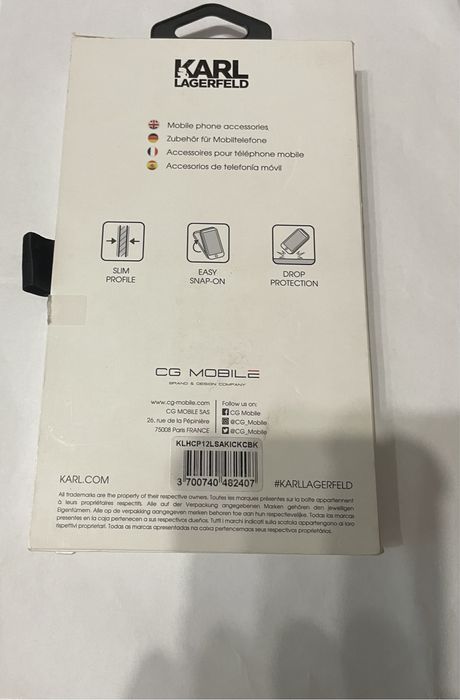 KARL
LAGERFELD
Mobile phone accessories
Zubehör für Mobiltelefone
Accessoires pour téléphone mobile
Accesorios de telefonía móvil
SLIM
PROFILE
EASY
SNAP-ON
DROP
PROTECTION
CG MOBILE
BRAND & DESIGN COMPANY
www.cg-mobile.com
CG MOBILE SAS
26, rue de la Pépinière
75008 Paris FRANCE
Follow us on:
CG Mobile
@CG_Mobile
@CG_Mobile
KLHCP12LSAKICKCBK
3 700740 482407
KARL.COM
#KARLLAGERFELD
All trademarks are the property of their respective owners. Toutes les marques présentes sur la boîte appartiennent
à leurs propriétaires respectifs. Alle auf der Verpackung angegebenen Marken gehören den jeweiligen
Eigentümern. Alle op de verpakking aangegeven merken behoren toe aan hun respectievelijke. Todas las marcas
presentes en la caja pertenecen a sus respectivos dueños. Tutti i marchi indicati sulla scatola appartengono ai loro
rispettivi proprietari. Todas as marcas apresentadas na caixa pertencem aos seus respectivos proprietários.